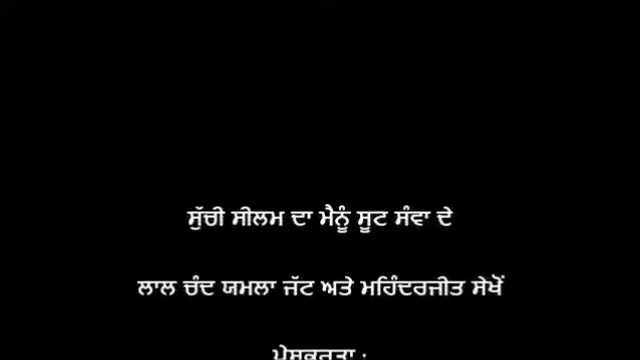 ਸੁੱਚੀ ਸੀਲਮ ਦਾ ਮੈਨੂੰ ਸੂਟ ਸੰਵਾ ਦੇ
ਲਾਲ ਚੰਦ ਯਮਲਾ ਜੱਟ ਅਤੇ ਮਹਿੰਦਰਜੀਤ ਸੇਖੋਂ
ਪੇਸ਼ਕਰਤਾ :